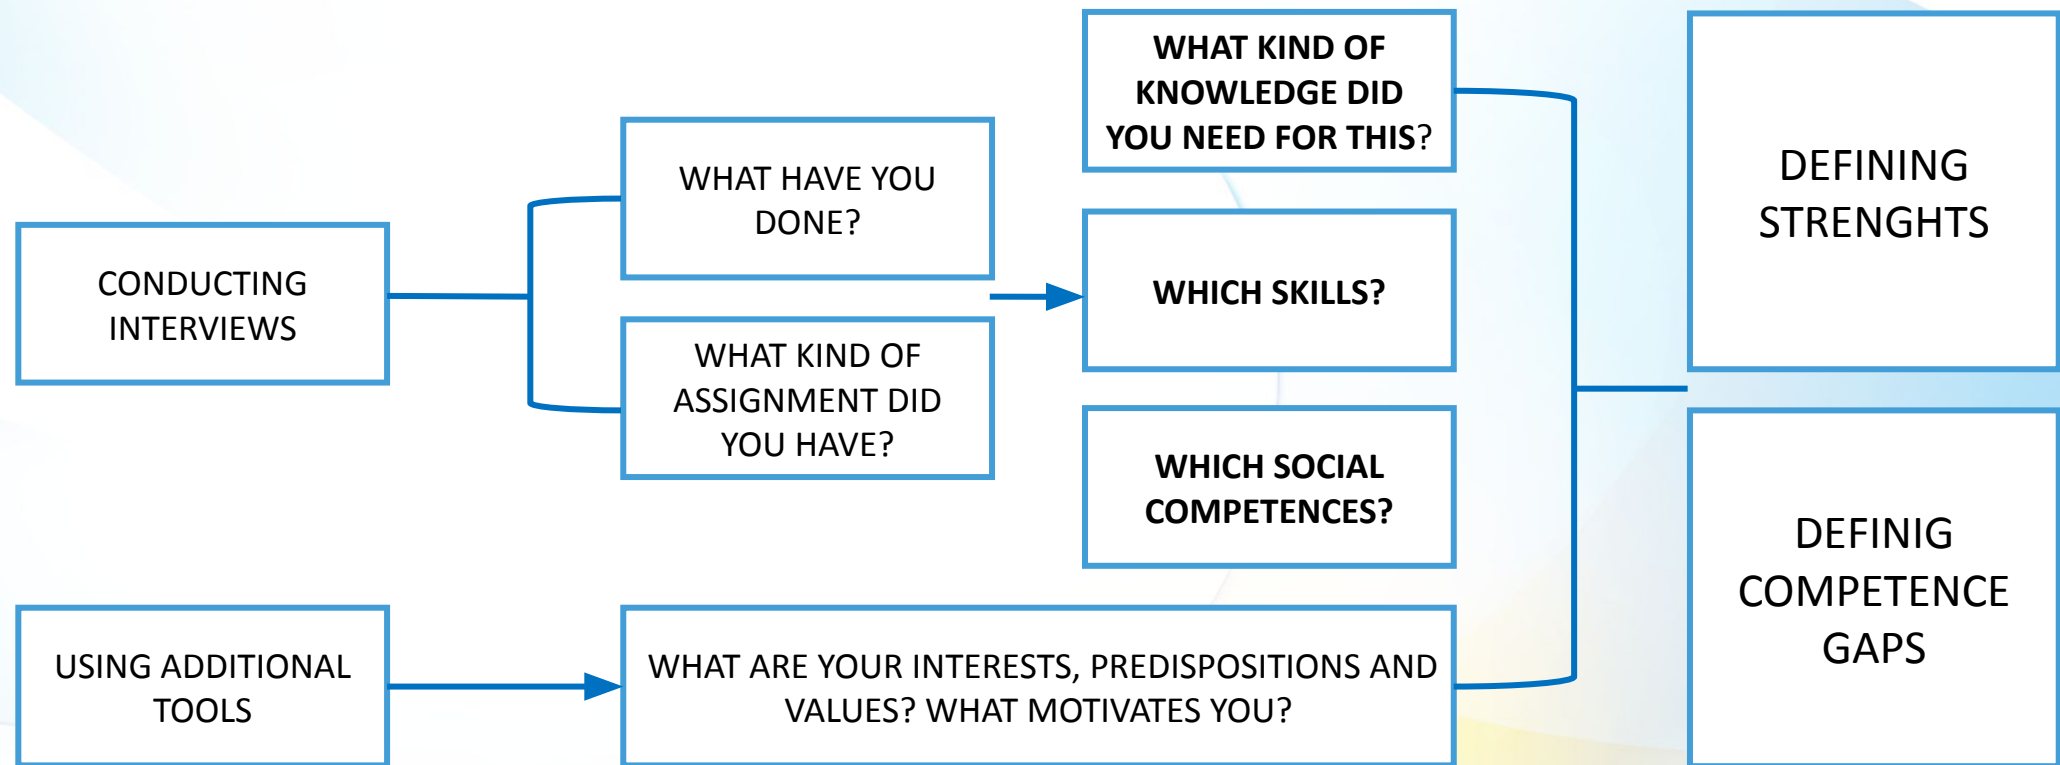 CONDUCTING
INTERVIEWS
WHAT HAVE YOU
DONE?
WHAT KIND OF
ASSIGNMENT DID
YOU HAVE?
WHAT KIND OF
KNOWLEDGE DID
YOU NEED FOR THIS?
WHICH SKILLS?
WHICH SOCIAL
COMPETENCES?
USING ADDITIONAL
TOOLS
WHAT ARE YOUR INTERESTS, PREDISPOSITIONS AND
VALUES? WHAT MOTIVATES YOU?
DEFINING
STRENGHTS
DEFINIG
COMPETENCE
GAPS